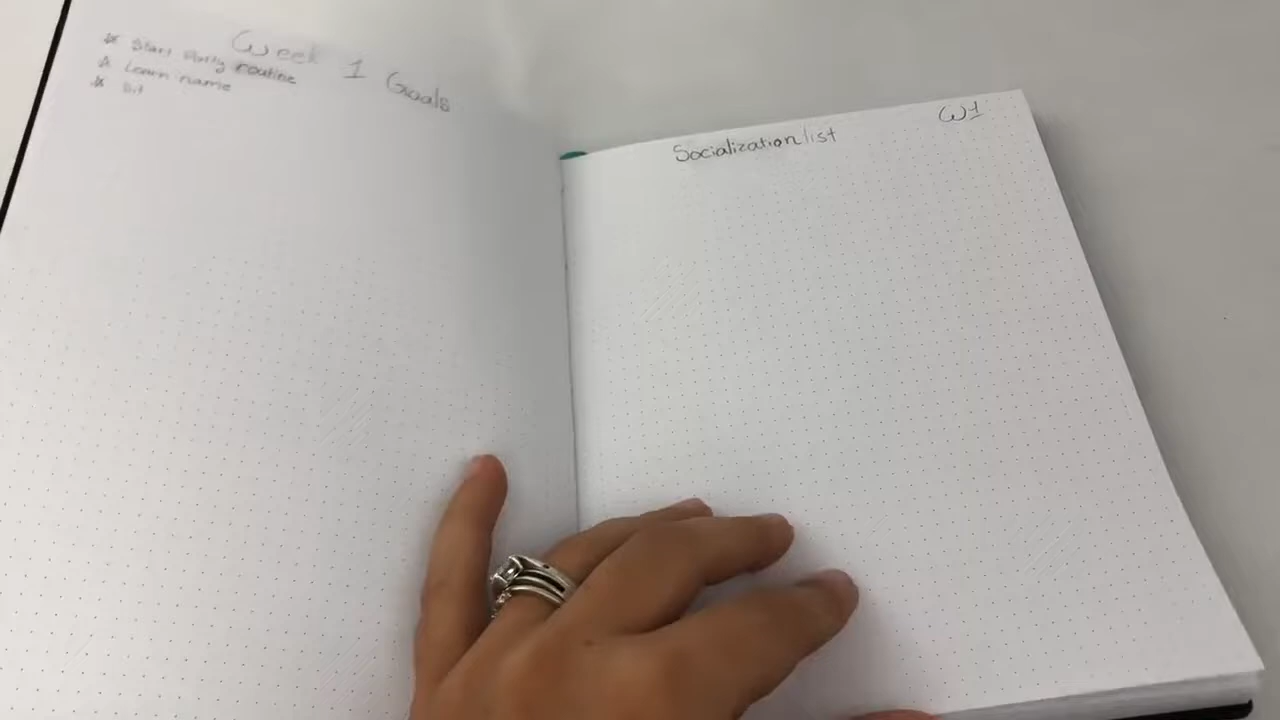 Week 1 Goals
* Start Potty routine
* Learn name
* Sit
Socialization list
W1